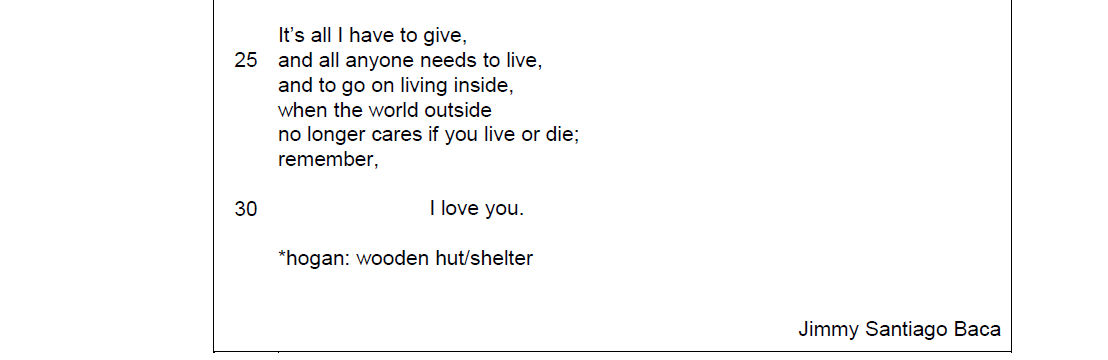 It's all I have to give,
25 and all anyone needs to live,
and to go on living inside,
when the world outside
no longer cares if you live or die;
remember,
30 I love you.
*hogan: wooden hut/shelter
Jimmy Santiago Baca